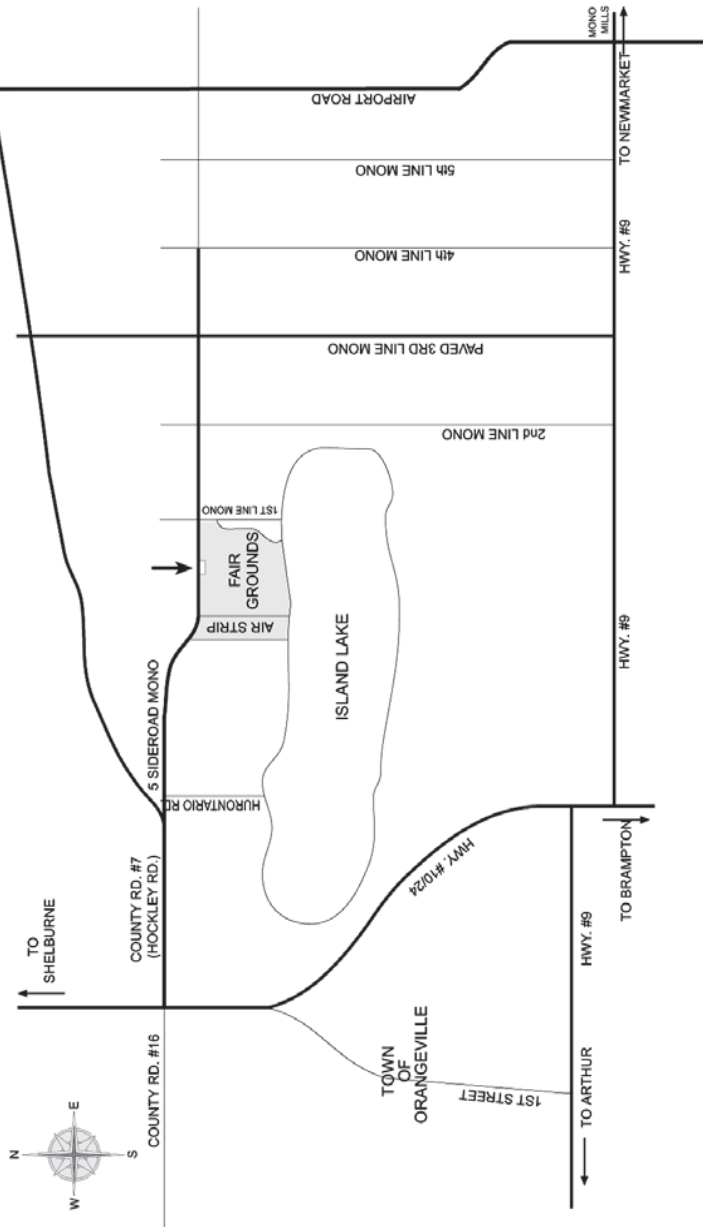 MONO
MILLS
AIRPORT ROAD
TO NEWMARKET
5th LINE MONO
4th LINE MONO
HWY. #9
PAVED 3RD LINE MONO
2nd LINE MONO
1ST LINE MONO
FAIR
GROUNDS
AIR STRIP
ISLAND LAKE
HWY. #9
5 SIDEROAD MONO
HURONTARIO RD.
COUNTY RD. #7
(HOCKLEY RD.)
HWY. #10/24
TO BRAMPTON
TO
SHELBURNE
HWY. #9
TOWN
OF
ORANGEVILLE
1ST STREET
TO ARTHUR
COUNTY RD. #16
N
E
S
W